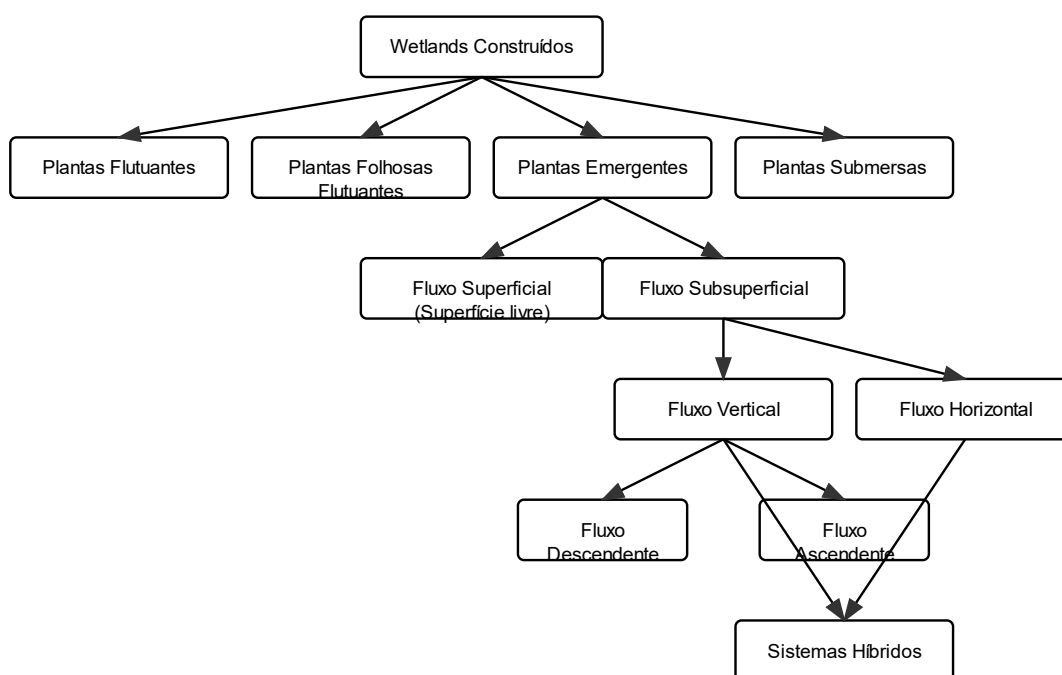 Wetlands Construídos
Plantas Flutuantes
Plantas Folhosas
Flutuantes
Plantas Emergentes
Plantas Submersas
Fluxo Superficial
(Superfície livre)
Fluxo Subsuperficial
Fluxo Vertical
Fluxo Horizontal
Fluxo
Descendente
Fluxo
Ascendente
Sistemas Híbridos